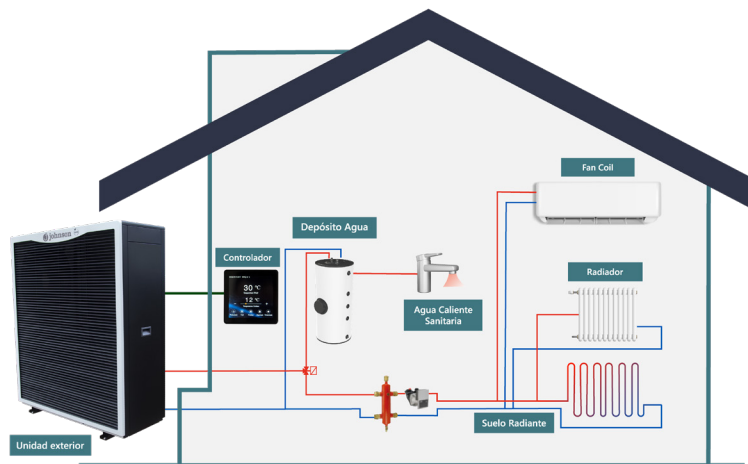 Fan Coil
Depósito Agua
johnson
Controlador
Radiador
30 °C
12 °C
Agua Caliente
Sanitaria
Suelo Radiante
Unidad exterior